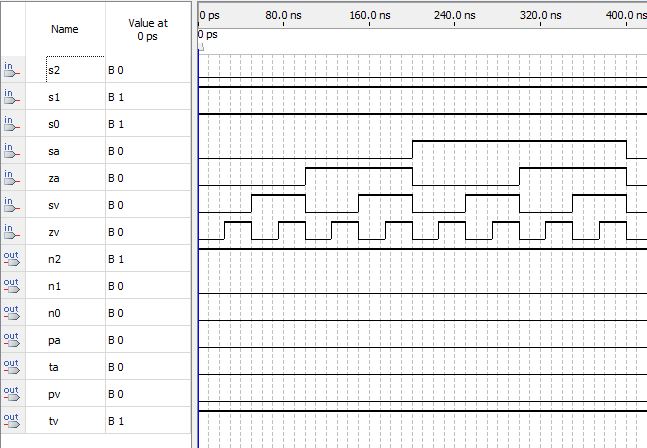 Name Value at 0 ps 0 ps 80.0 ns 160.0 ns 240.0 ns 320.0 ns 400.0 n
0 ps
in s2 B 0
in s1 B 1
in s0 B 1
in sa B 0
in za B 0
in sv B 0
in zv B 0
out n2 B 1
out n1 B 0
out n0 B 0
out pa B 0
out ta B 0
out pv B 0
out tv B 1